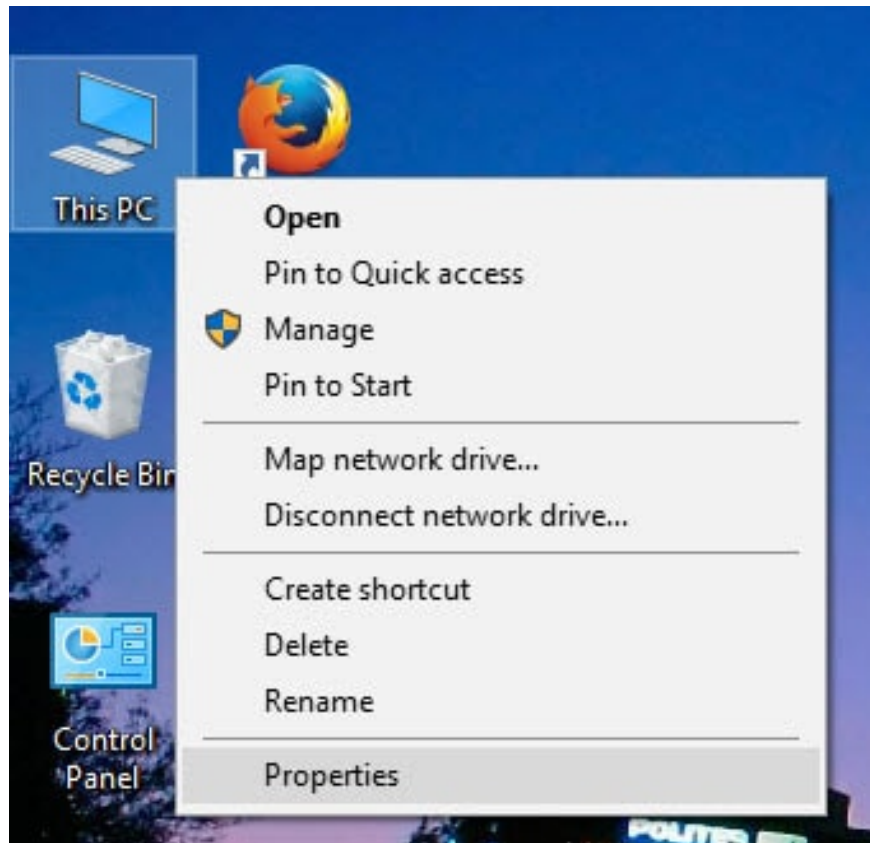 This PC
Open
Pin to Quick access
Manage
Pin to Start
Recycle Bin
Map network drive...
Disconnect network drive...
Create shortcut
Delete
Rename
Control
Panel
Properties
POLITES